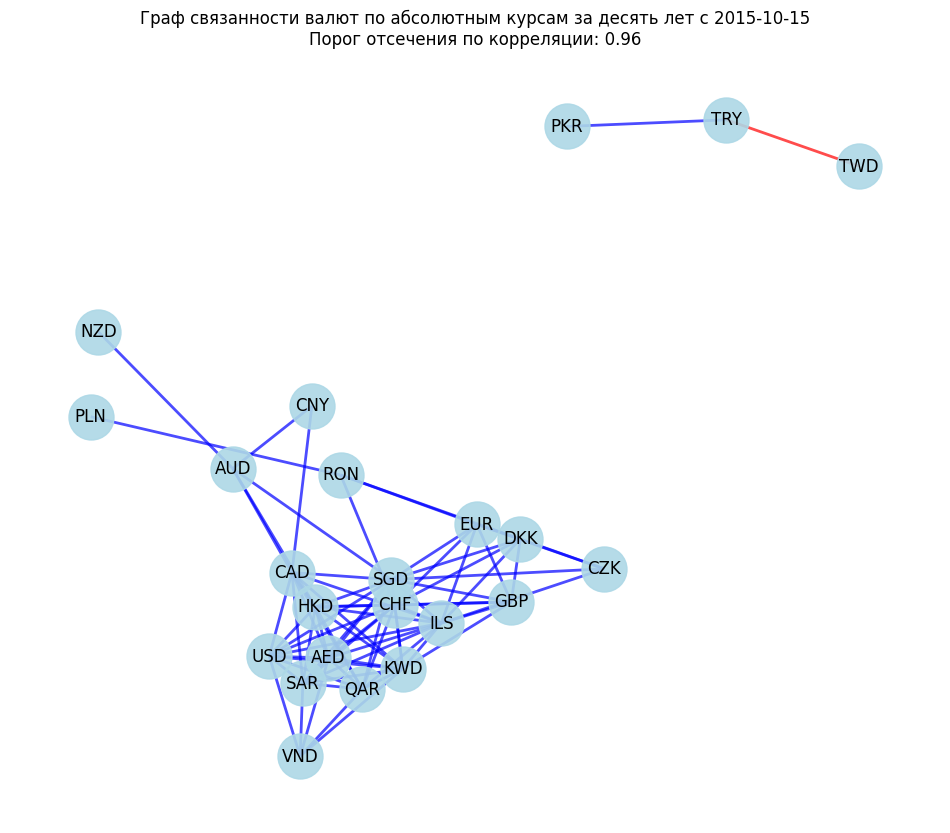 Граф связанности валют по абсолютным курсам за десять лет с 2015-10-15
Порог отсечения по корреляции: 0.96
PKR
TRY
TWD
NZD
CNY
PLN
AUD
RON
EUR
DKK
CZK
CAD
SGD
HKD
CHF
GBP
ILS
USD
AED
KWD
SAR
QAR
VND